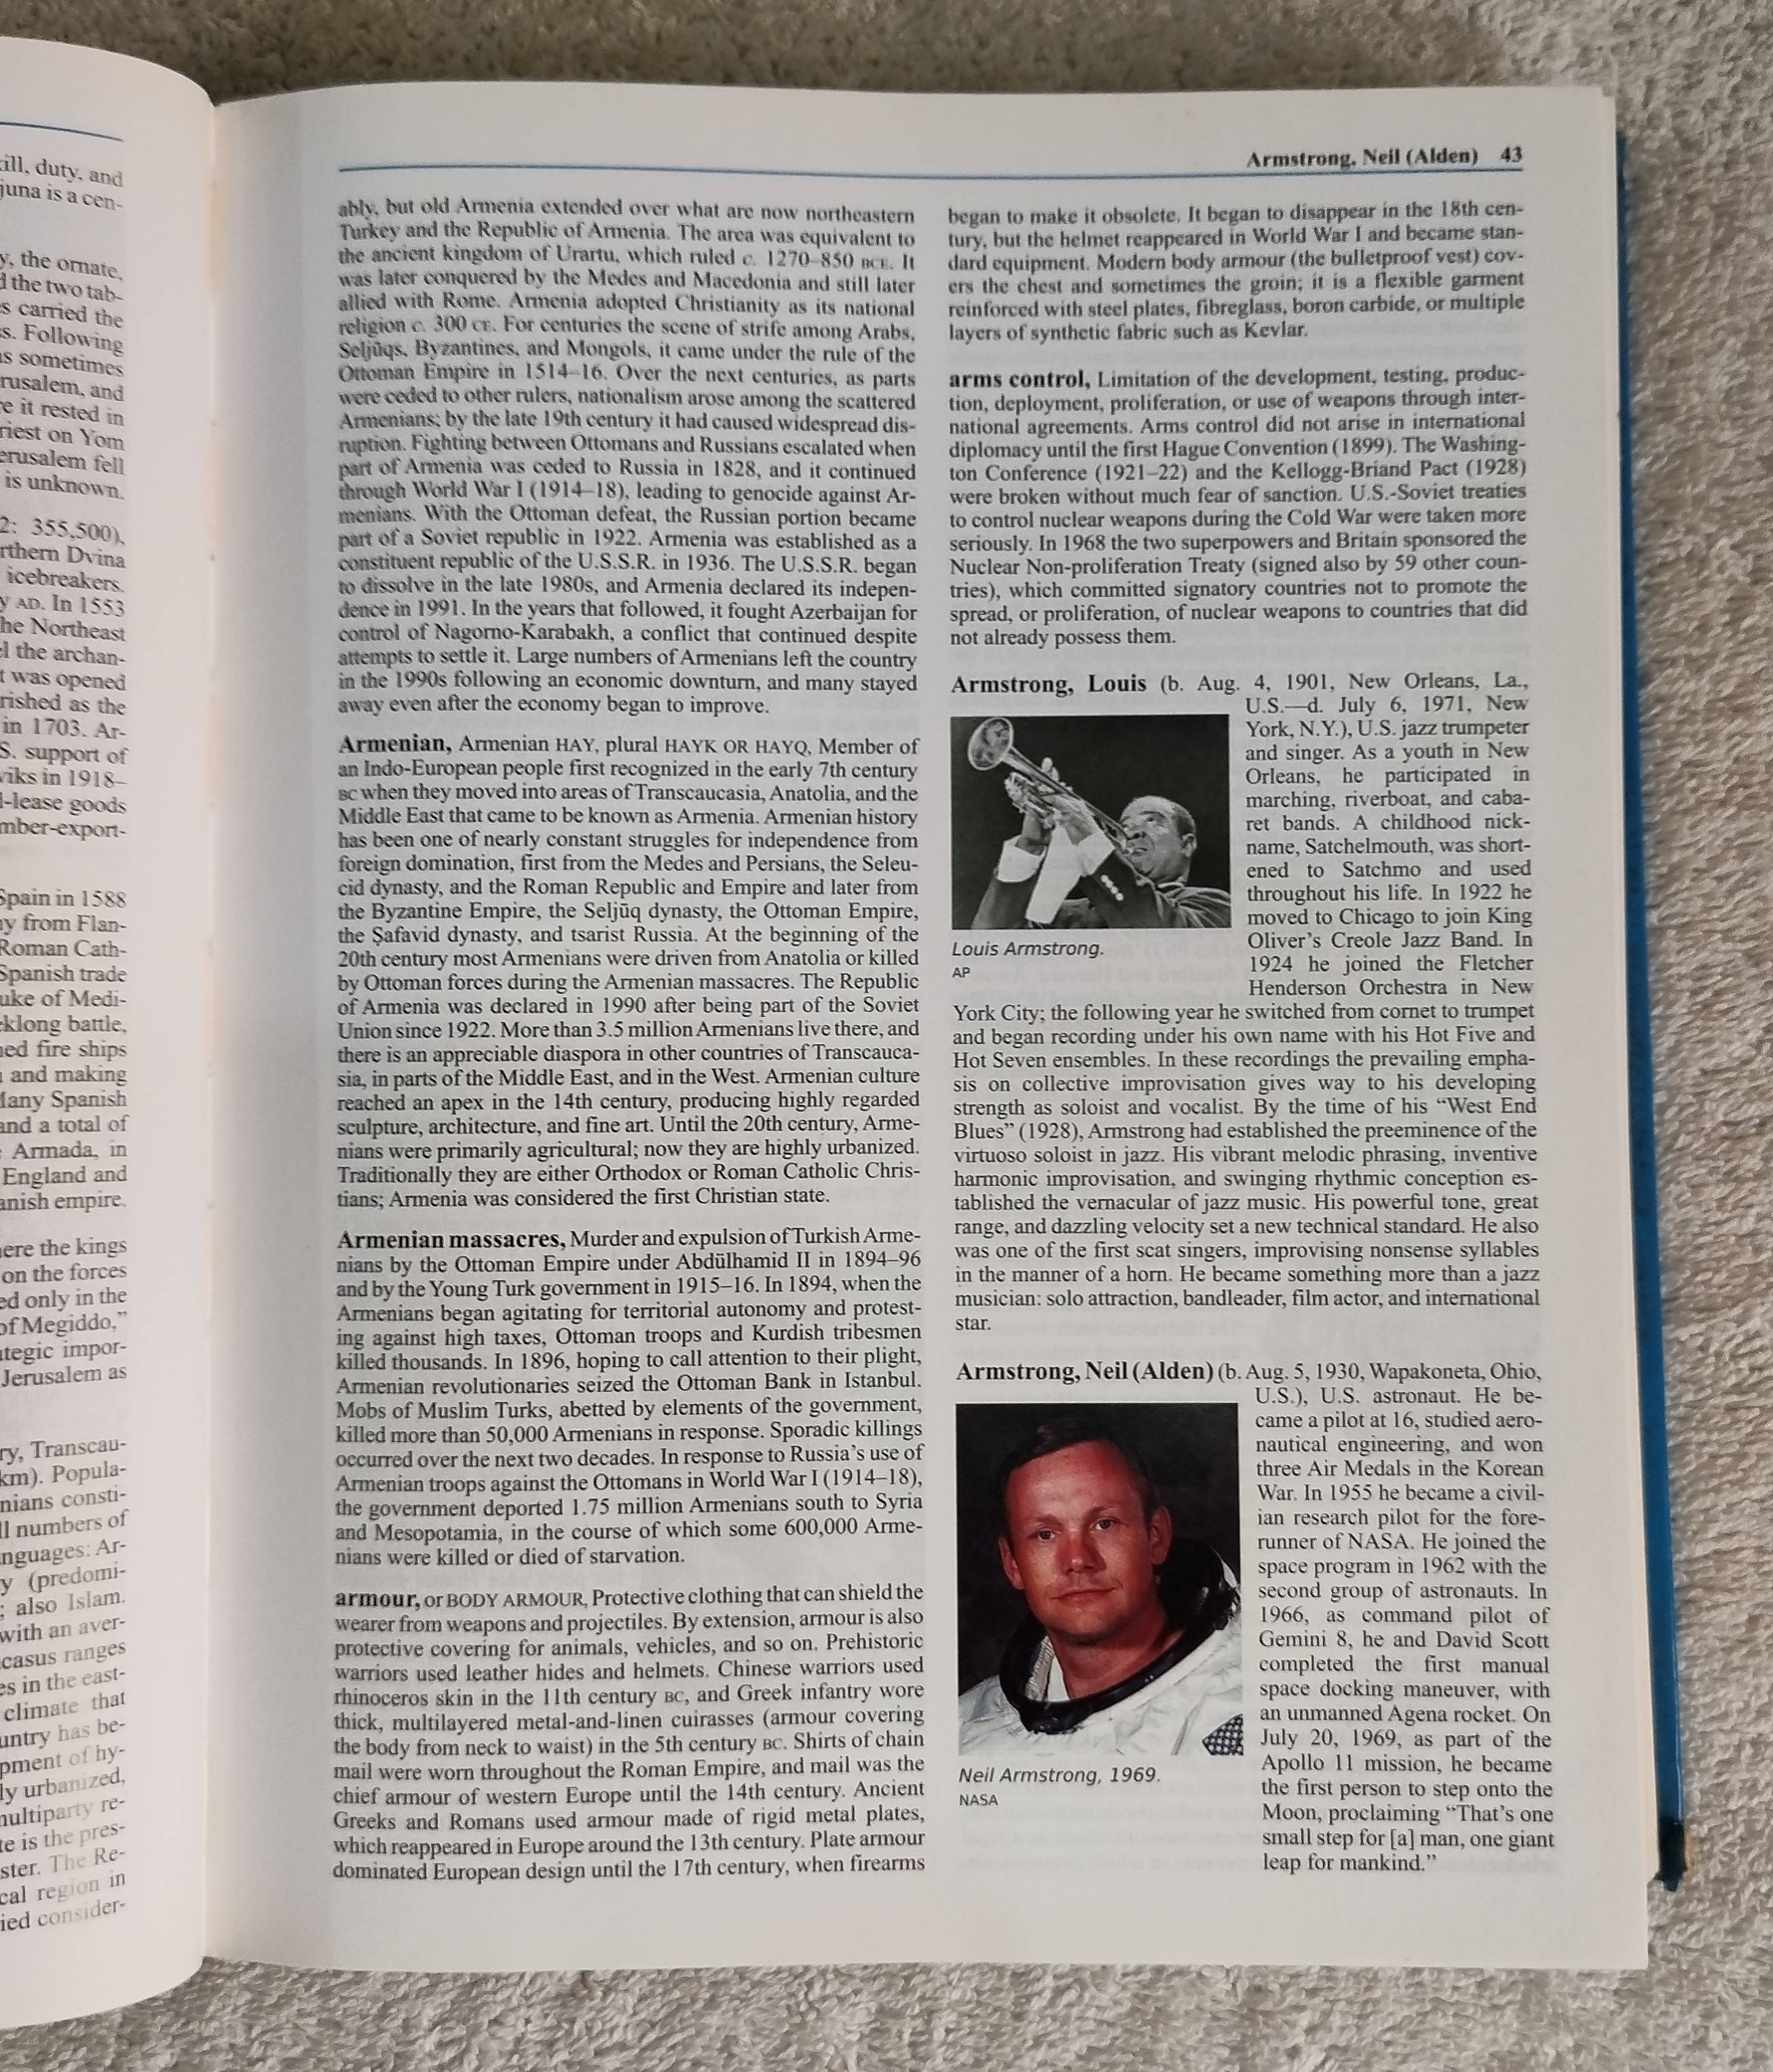 ill, duty, and
juna is a cen-
y, the ornate,
d the two tab-
s carried the
s. Following
as sometimes
rusalem, and
re it rested in
riest on Yom
erusalem fell
is unknown.
2: 355,500),
rthern Dvina
icebreakers.
y AD. In 1553
he Northeast
el the archan-
t was opened
rished as the
in 1703. Ar-
S. support of
viks in 1918–
l-lease goods
mber-export-
Spain in 1588
ny from Flan-
Roman Cath-
Spanish trade
uke of Medi-
eklong battle,
ned fire ships
and making
Many Spanish
and a total of
Armada, in
England and
anish empire.
here the kings
on the forces
ed only in the
of Megiddo,”
ategic impor-
Jerusalem as
ry, Transcau-
km). Popula-
nians consti-
ll numbers of
nguages: Ar-
y (predomi-
; also Islam.
with an aver-
casus ranges
es in the east-
climate that
untry has be-
pment of hy-
ly urbanized,
multiparty re-
te is the pres-
ster. The Re-
cal region in
ied consider-
Armstrong, Neil (Alden) 43
ably, but old Armenia extended over what are now northeastern
Turkey and the Republic of Armenia. The area was equivalent to
the ancient kingdom of Urartu, which ruled c. 1270–850 BCE. It
was later conquered by the Medes and Macedonia and still later
allied with Rome. Armenia adopted Christianity as its national
religion c. 300 CE. For centuries the scene of strife among Arabs,
Seljūqs, Byzantines, and Mongols, it came under the rule of the
Ottoman Empire in 1514–16. Over the next centuries, as parts
were ceded to other rulers, nationalism arose among the scattered
Armenians; by the late 19th century it had caused widespread dis-
ruption. Fighting between Ottomans and Russians escalated when
part of Armenia was ceded to Russia in 1828, and it continued
through World War I (1914–18), leading to genocide against Ar-
menians. With the Ottoman defeat, the Russian portion became
part of a Soviet republic in 1922. Armenia was established as a
constituent republic of the U.S.S.R. in 1936. The U.S.S.R. began
to dissolve in the late 1980s, and Armenia declared its indepen-
dence in 1991. In the years that followed, it fought Azerbaijan for
control of Nagorno-Karabakh, a conflict that continued despite
attempts to settle it. Large numbers of Armenians left the country
in the 1990s following an economic downturn, and many stayed
away even after the economy began to improve.
Armenian, Armenian HAY, plural HAYK OR HAYQ, Member of
an Indo-European people first recognized in the early 7th century
BC when they moved into areas of Transcaucasia, Anatolia, and the
Middle East that came to be known as Armenia. Armenian history
has been one of nearly constant struggles for independence from
foreign domination, first from the Medes and Persians, the Seleu-
cid dynasty, and the Roman Republic and Empire and later from
the Byzantine Empire, the Seljūq dynasty, the Ottoman Empire,
the Ṣafavid dynasty, and tsarist Russia. At the beginning of the
20th century most Armenians were driven from Anatolia or killed
by Ottoman forces during the Armenian massacres. The Republic
of Armenia was declared in 1990 after being part of the Soviet
Union since 1922. More than 3.5 million Armenians live there, and
there is an appreciable diaspora in other countries of Transcauca-
sia, in parts of the Middle East, and in the West. Armenian culture
reached an apex in the 14th century, producing highly regarded
sculpture, architecture, and fine art. Until the 20th century, Arme-
nians were primarily agricultural; now they are highly urbanized.
Traditionally they are either Orthodox or Roman Catholic Chris-
tians; Armenia was considered the first Christian state.
Armenian massacres, Murder and expulsion of Turkish Arme-
nians by the Ottoman Empire under Abdülhamid II in 1894–96
and by the Young Turk government in 1915–16. In 1894, when the
Armenians began agitating for territorial autonomy and protest-
ing against high taxes, Ottoman troops and Kurdish tribesmen
killed thousands. In 1896, hoping to call attention to their plight,
Armenian revolutionaries seized the Ottoman Bank in Istanbul.
Mobs of Muslim Turks, abetted by elements of the government,
killed more than 50,000 Armenians in response. Sporadic killings
occurred over the next two decades. In response to Russia’s use of
Armenian troops against the Ottomans in World War I (1914–18),
the government deported 1.75 million Armenians south to Syria
and Mesopotamia, in the course of which some 600,000 Arme-
nians were killed or died of starvation.
armour, or BODY ARMOUR, Protective clothing that can shield the
wearer from weapons and projectiles. By extension, armour is also
protective covering for animals, vehicles, and so on. Prehistoric
warriors used leather hides and helmets. Chinese warriors used
rhinoceros skin in the 11th century BC, and Greek infantry wore
thick, multilayered metal-and-linen cuirasses (armour covering
the body from neck to waist) in the 5th century BC. Shirts of chain
mail were worn throughout the Roman Empire, and mail was the
chief armour of western Europe until the 14th century. Ancient
Greeks and Romans used armour made of rigid metal plates,
which reappeared in Europe around the 13th century. Plate armour
dominated European design until the 17th century, when firearms
began to make it obsolete. It began to disappear in the 18th cen-
tury, but the helmet reappeared in World War I and became stan-
dard equipment. Modern body armour (the bulletproof vest) cov-
ers the chest and sometimes the groin; it is a flexible garment
reinforced with steel plates, fibreglass, boron carbide, or multiple
layers of synthetic fabric such as Kevlar.
arms control, Limitation of the development, testing, produc-
tion, deployment, proliferation, or use of weapons through inter-
national agreements. Arms control did not arise in international
diplomacy until the first Hague Convention (1899). The Washing-
ton Conference (1921–22) and the Kellogg-Briand Pact (1928)
were broken without much fear of sanction. U.S.-Soviet treaties
to control nuclear weapons during the Cold War were taken more
seriously. In 1968 the two superpowers and Britain sponsored the
Nuclear Non-proliferation Treaty (signed also by 59 other coun-
tries), which committed signatory countries not to promote the
spread, or proliferation, of nuclear weapons to countries that did
not already possess them.
Armstrong, Louis (b. Aug. 4, 1901, New Orleans, La.,
U.S.—d. July 6, 1971, New
York, N.Y.), U.S. jazz trumpeter
and singer. As a youth in New
Orleans, he participated in
marching, riverboat, and caba-
ret bands. A childhood nick-
name, Satchelmouth, was short-
ened to Satchmo and used
throughout his life. In 1922 he
moved to Chicago to join King
Oliver’s Creole Jazz Band. In
1924 he joined the Fletcher
Henderson Orchestra in New
Louis Armstrong.
AP
York City; the following year he switched from cornet to trumpet
and began recording under his own name with his Hot Five and
Hot Seven ensembles. In these recordings the prevailing empha-
sis on collective improvisation gives way to his developing
strength as soloist and vocalist. By the time of his “West End
Blues” (1928), Armstrong had established the preeminence of the
virtuoso soloist in jazz. His vibrant melodic phrasing, inventive
harmonic improvisation, and swinging rhythmic conception es-
tablished the vernacular of jazz music. His powerful tone, great
range, and dazzling velocity set a new technical standard. He also
was one of the first scat singers, improvising nonsense syllables
in the manner of a horn. He became something more than a jazz
musician: solo attraction, bandleader, film actor, and international
star.
Armstrong, Neil (Alden) (b. Aug. 5, 1930, Wapakoneta, Ohio,
U.S.), U.S. astronaut. He be-
came a pilot at 16, studied aero-
nautical engineering, and won
three Air Medals in the Korean
War. In 1955 he became a civil-
ian research pilot for the fore-
runner of NASA. He joined the
space program in 1962 with the
second group of astronauts. In
1966, as command pilot of
Gemini 8, he and David Scott
completed the first manual
space docking maneuver, with
an unmanned Agena rocket. On
July 20, 1969, as part of the
Apollo 11 mission, he became
the first person to step onto the
Moon, proclaiming “That’s one
small step for [a] man, one giant
leap for mankind.”
Neil Armstrong, 1969.
NASA